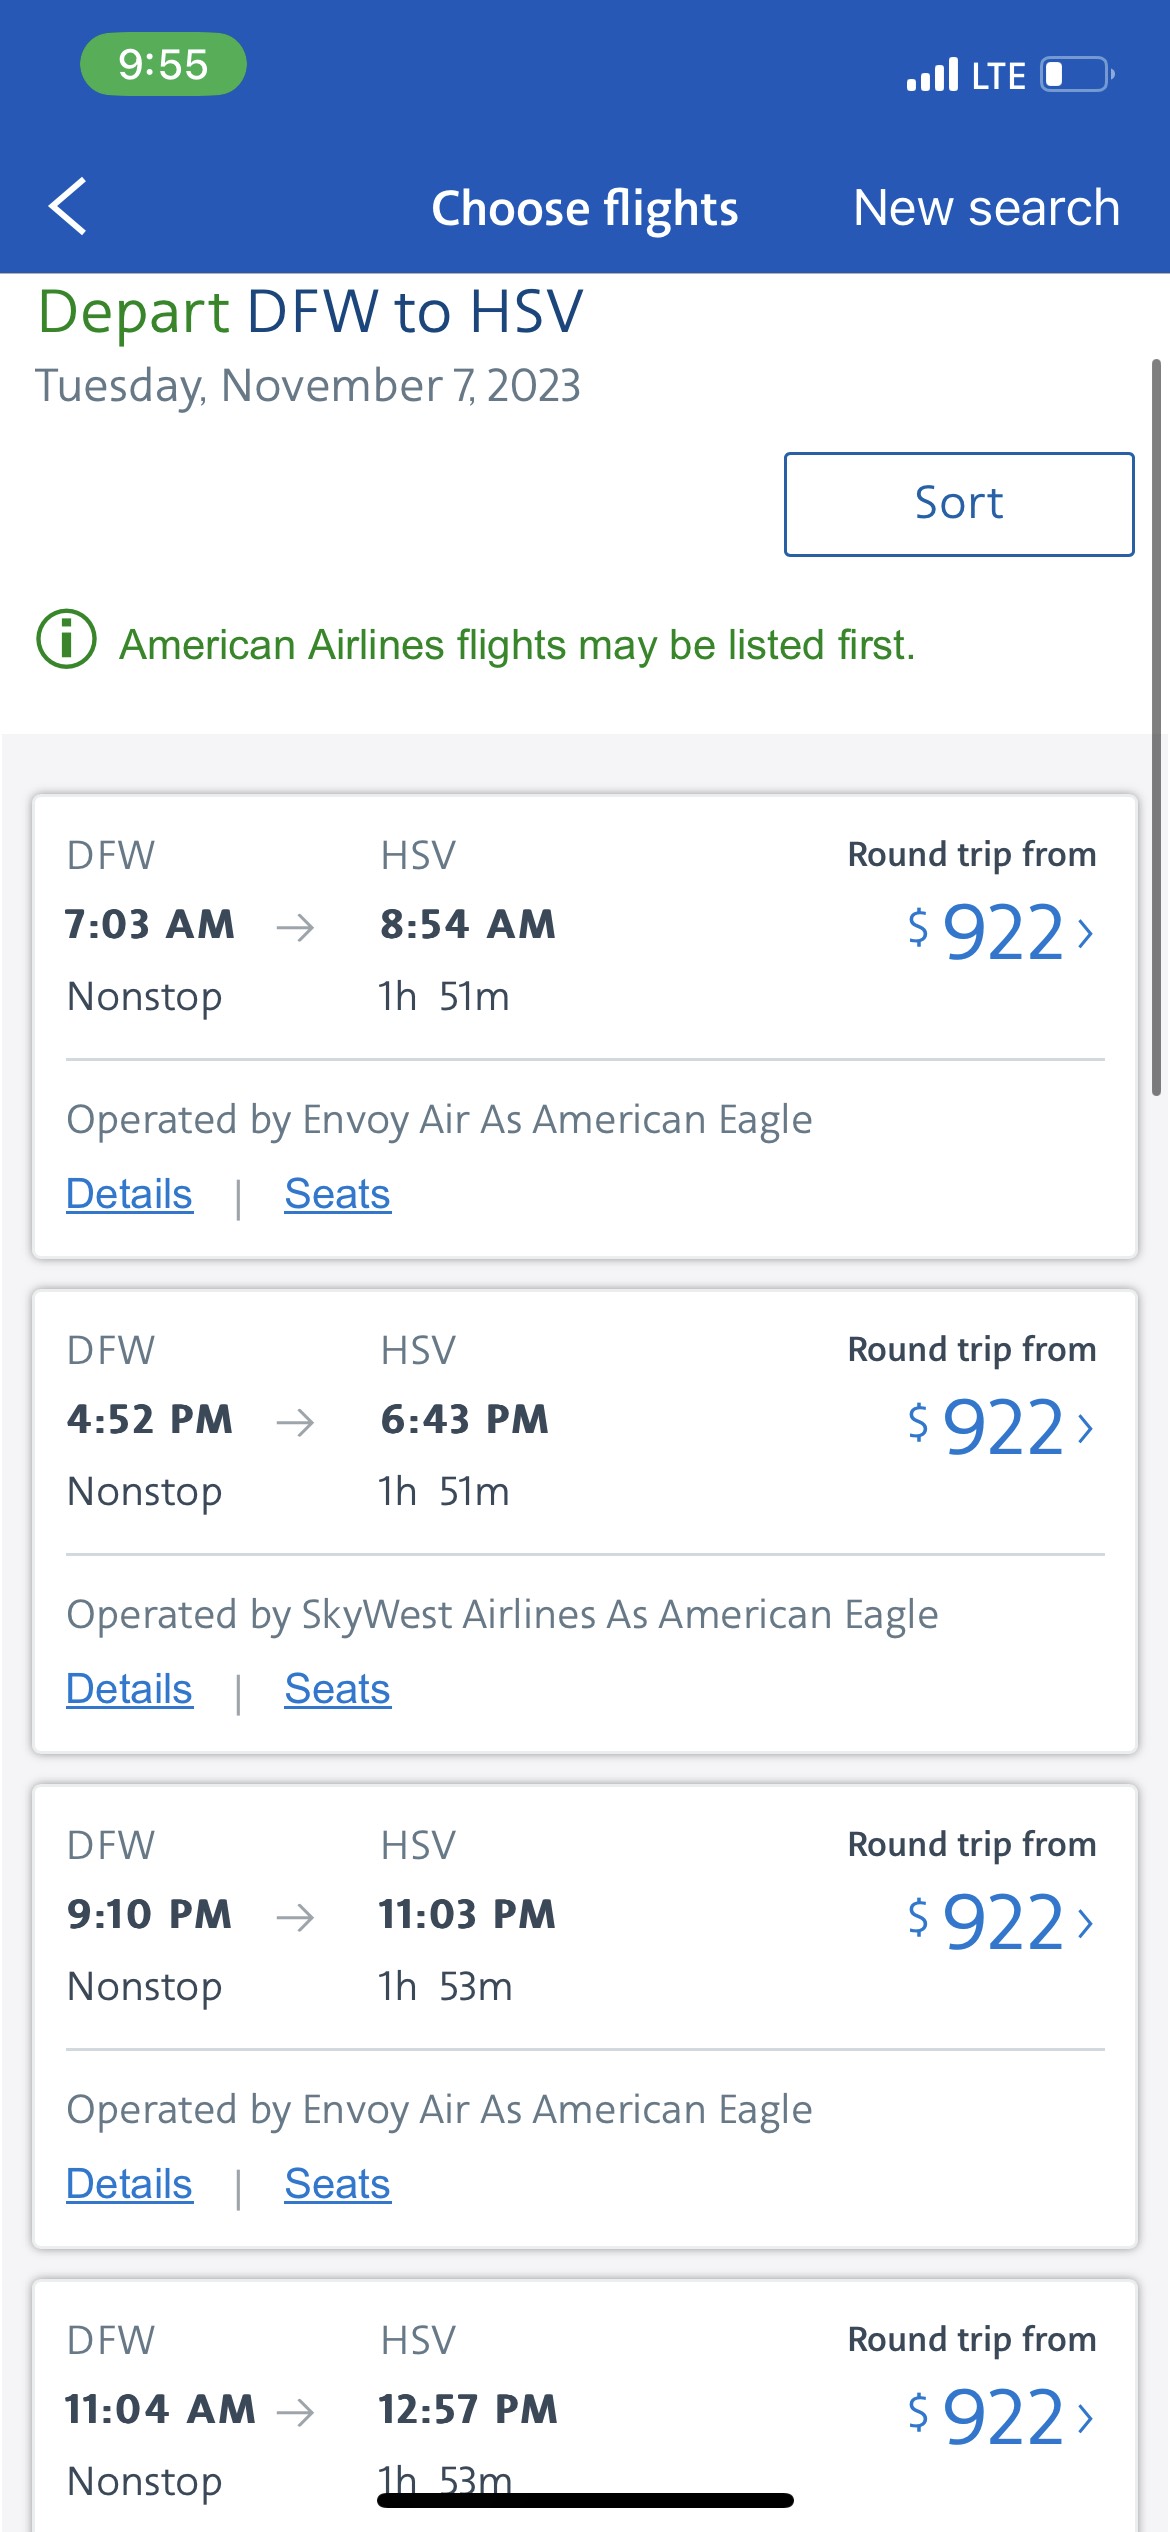 9:55 LTE
Choose flights New search
Depart DFW to HSV
Tuesday, November 7, 2023
Sort
American Airlines flights may be listed first.
DFW HSV Round trip from
7:03 AM → 8:54 AM $ 922 >
Nonstop 1h 51m
Operated by Envoy Air As American Eagle
Details | Seats
DFW HSV Round trip from
4:52 PM → 6:43 PM $ 922 >
Nonstop 1h 51m
Operated by SkyWest Airlines As American Eagle
Details | Seats
DFW HSV Round trip from
9:10 PM → 11:03 PM $ 922 >
Nonstop 1h 53m
Operated by Envoy Air As American Eagle
Details | Seats
DFW HSV Round trip from
11:04 AM → 12:57 PM $ 922 >
Nonstop 1h 53m